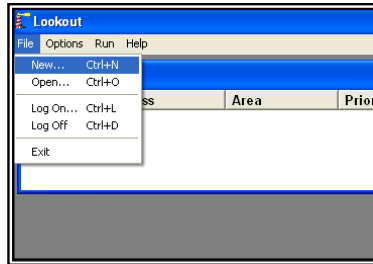 Lookout
File Options Run Help
New... Ctrl+N
Open... Ctrl+O
Log On... Ctrl+L
Log Off Ctrl+D
Exit
ss Area Prior